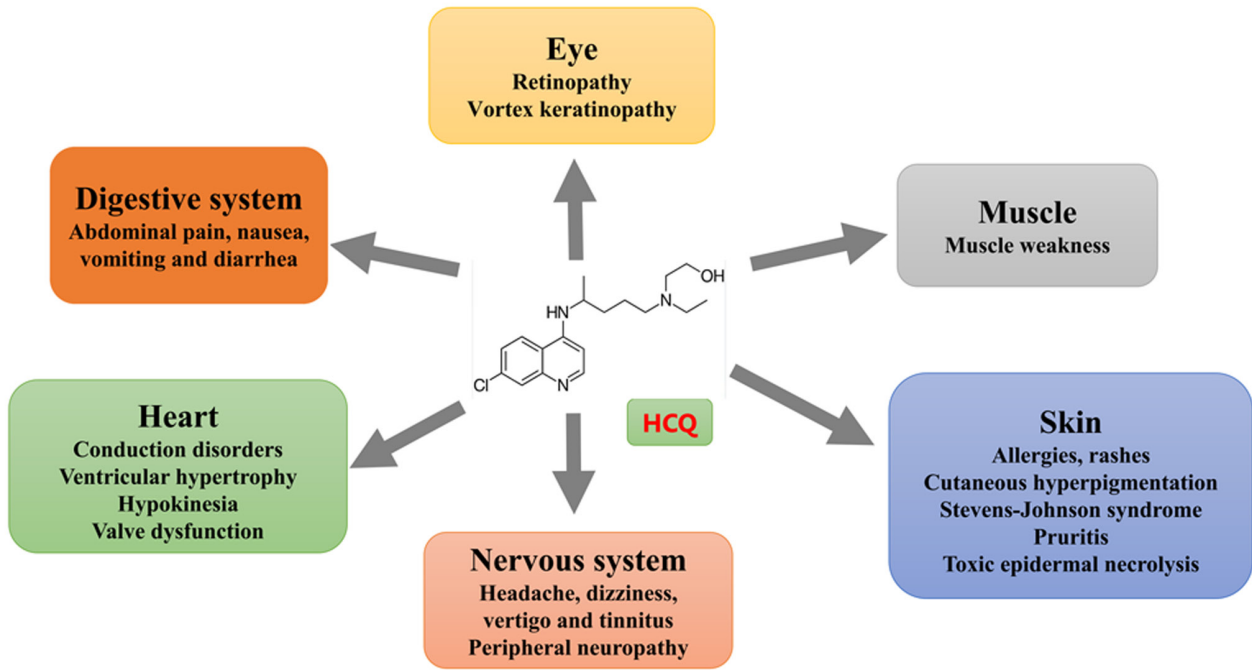 Eye
Retinopathy
Vortex keratinopathy
Digestive system
Abdominal pain, nausea,
vomiting and diarrhea
Muscle
Muscle weakness
OH
N
HN
Cl
N
HCQ
Heart
Conduction disorders
Ventricular hypertrophy
Hypokinesia
Valve dysfunction
Skin
Allergies, rashes
Cutaneous hyperpigmentation
Stevens-Johnson syndrome
Pruritis
Toxic epidermal necrolysis
Nervous system
Headache, dizziness,
vertigo and tinnitus
Peripheral neuropathy